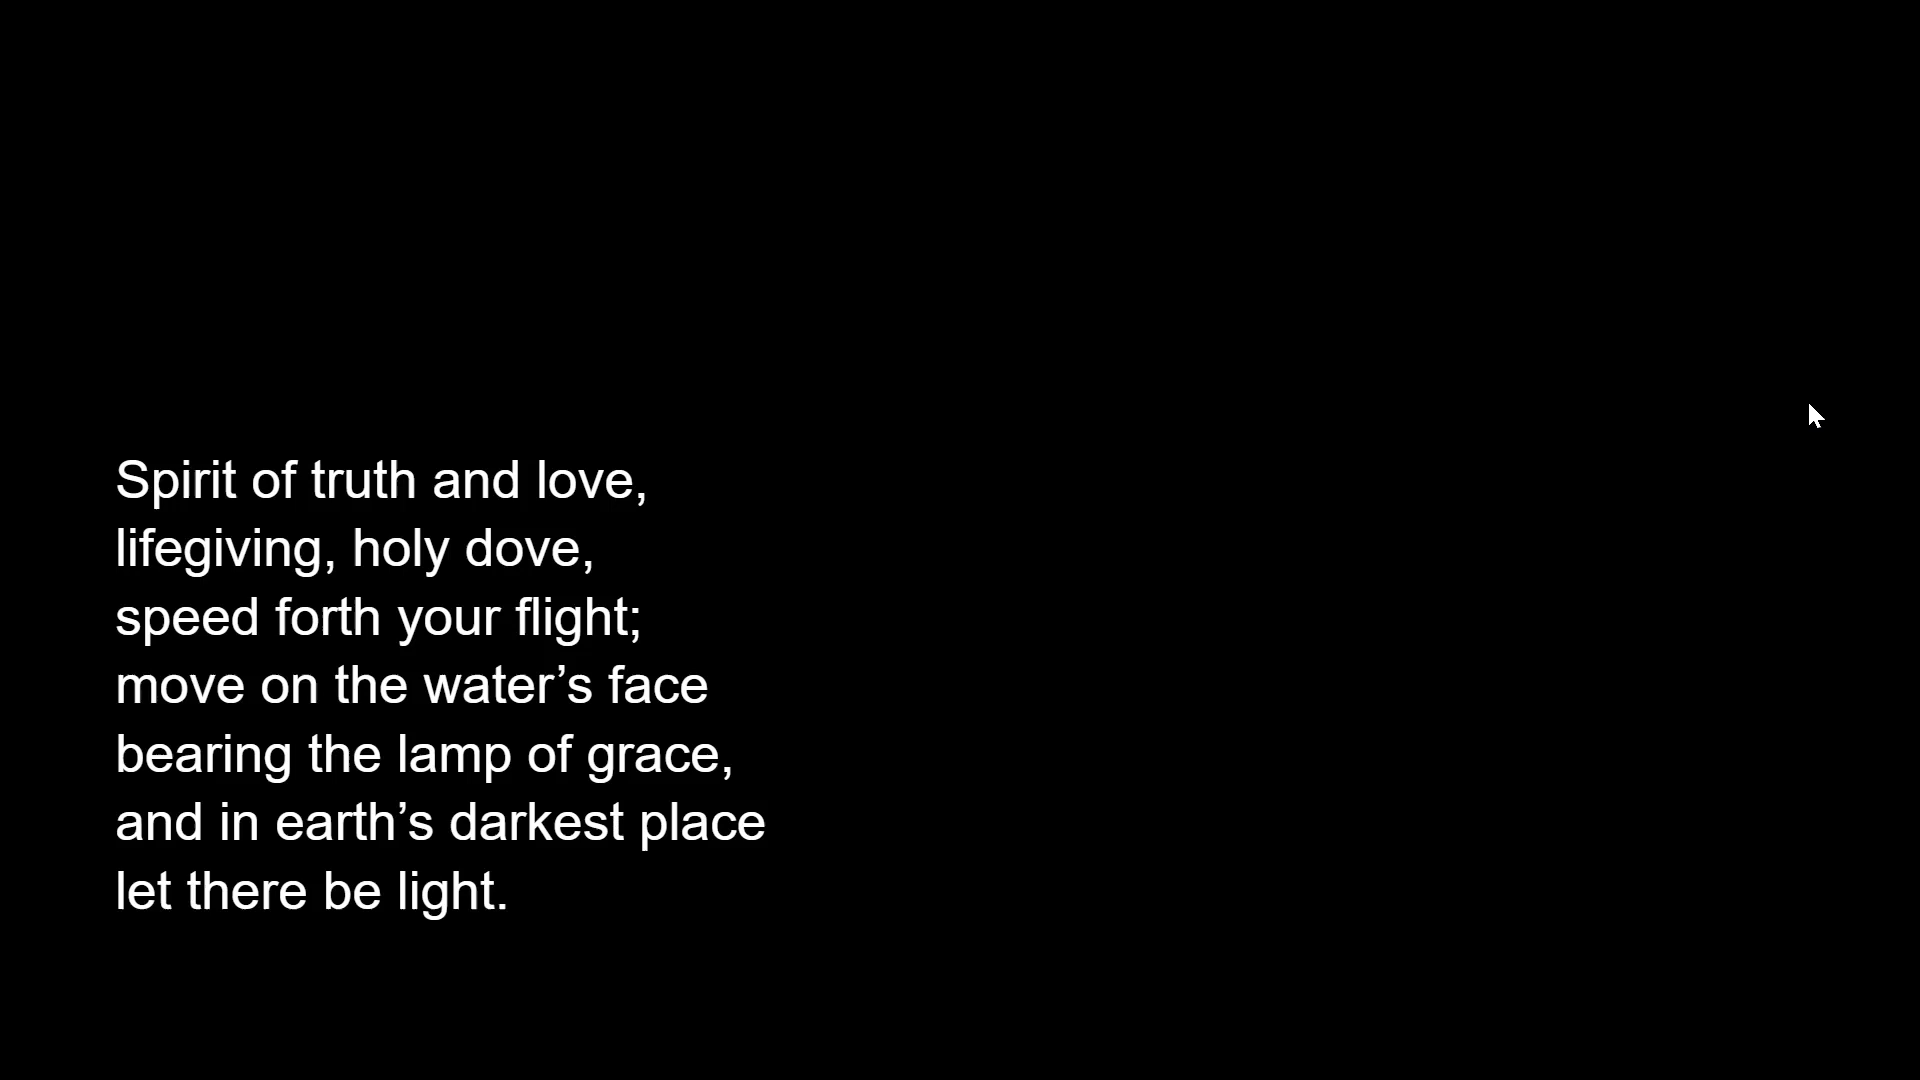 Spirit of truth and love,
lifegiving, holy dove,
speed forth your flight;
move on the water’s face
bearing the lamp of grace,
and in earth’s darkest place
let there be light.